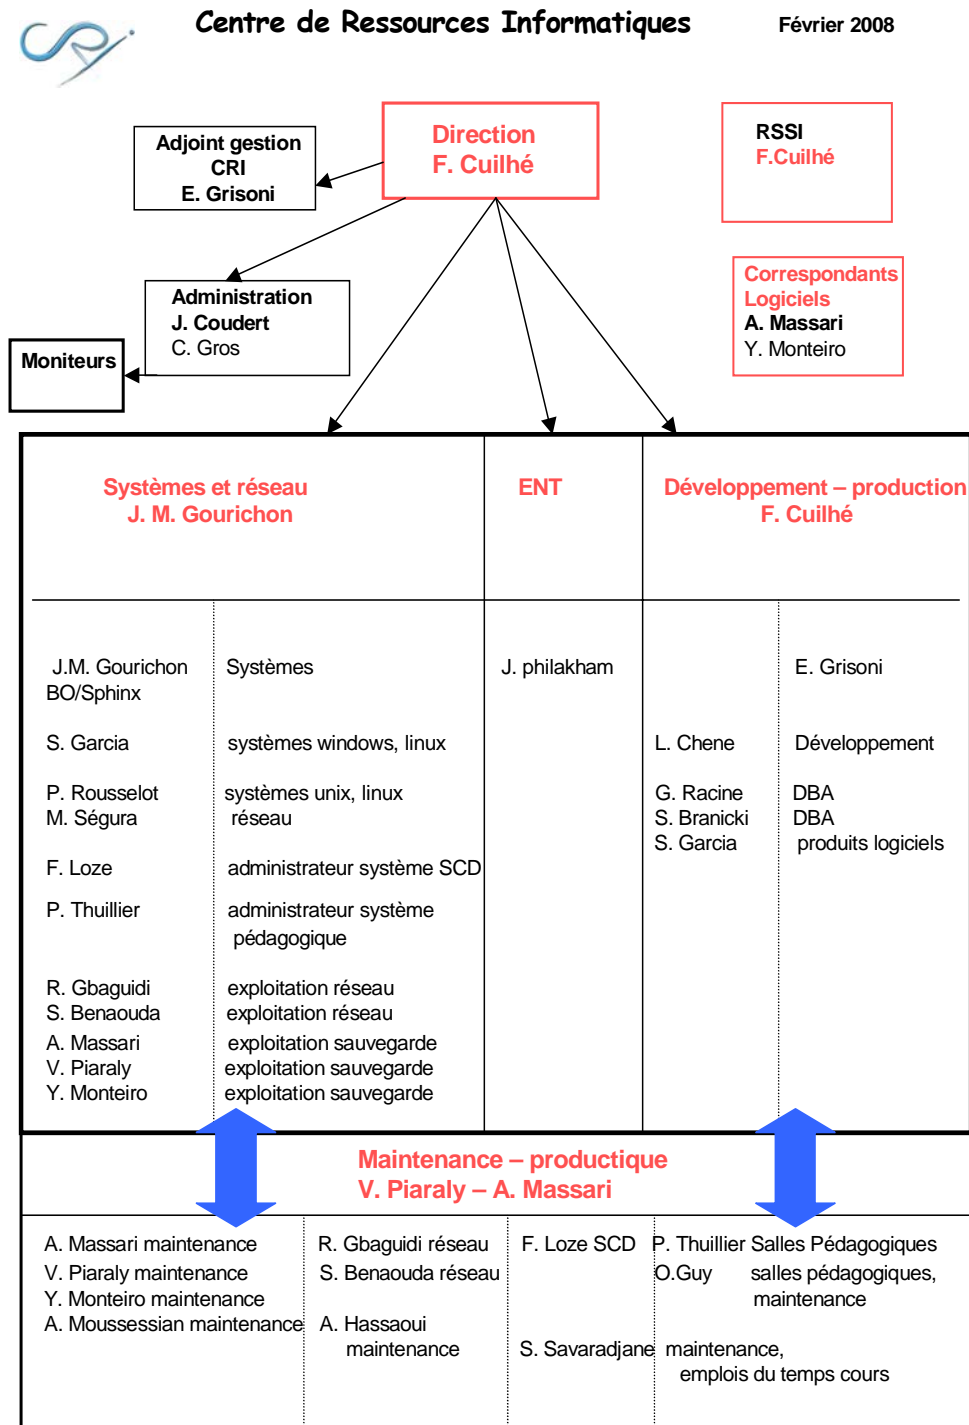 Centre de Ressources Informatiques Février 2008
CRI
Adjoint gestion
CRI
E. Grisoni
Direction
F. Cuilhé
RSSI
F.Cuilhé
Administration
J. Coudert
C. Gros
Correspondants
Logiciels
A. Massari
Y. Monteiro
Moniteurs
Systèmes et réseau
J. M. Gourichon
ENT
Développement – production
F. Cuilhé
J.M. Gourichon Systèmes
BO/Sphinx
J. philakham
E. Grisoni
S. Garcia systèmes windows, linux
L. Chene Développement
P. Rousselot systèmes unix, linux
M. Ségura réseau
G. Racine DBA
S. Branicki DBA
S. Garcia produits logiciels
F. Loze administrateur système SCD
P. Thuillier administrateur système
pédagogique
R. Gbaguidi exploitation réseau
S. Benaouda exploitation réseau
A. Massari exploitation sauvegarde
V. Piaraly exploitation sauvegarde
Y. Monteiro exploitation sauvegarde
Maintenance – productique
V. Piaraly – A. Massari
A. Massari maintenance
V. Piaraly maintenance
Y. Monteiro maintenance
A. Moussessian maintenance
R. Gbaguidi réseau
S. Benaouda réseau
A. Hassaoui
maintenance
F. Loze SCD
P. Thuillier Salles Pédagogiques
O.Guy salles pédagogiques,
maintenance
S. Savaradjane maintenance,
emplois du temps cours